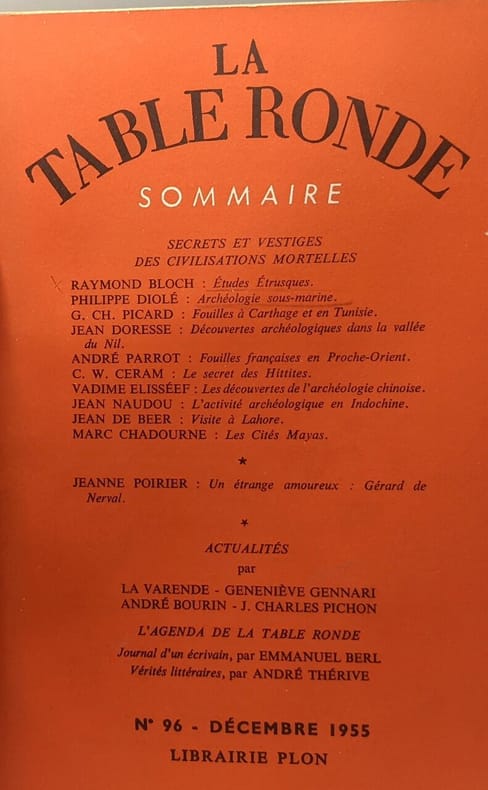 LA
TABLE RONDE
SOMMAIRE
SECRETS ET VESTIGES
DES CIVILISATIONS MORTELLES
RAYMOND BLOCH : Études Étrusques.
PHILIPPE DIOLÉ : Archéologie sous-marine.
G. CH. PICARD : Fouilles à Carthage et en Tunisie.
JEAN DORESSE : Découvertes archéologiques dans la vallée
du Nil.
ANDRÉ PARROT : Fouilles françaises en Proche-Orient.
C. W. CERAM : Le secret des Hittites.
VADIME ELISSÉEF : Les découvertes de l'archéologie chinoise.
JEAN NAUDOU : L'activité archéologique en Indochine.
JEAN DE BEER : Visite à Lahore.
MARC CHADOURNE : Les Cités Mayas.
★
JEANNE POIRIER : Un étrange amoureux : Gérard de
Nerval.
★
ACTUALITÉS
par
LA VARENDE - GENENIÈVE GENNARI
ANDRÉ BOURIN - J. CHARLES PICHON
L'AGENDA DE LA TABLE RONDE
Journal d'un écrivain, par EMMANUEL BERL
Vérités littéraires, par ANDRÉ THÉRIVE
N° 96 - DÉCEMBRE 1955
LIBRAIRIE PLON